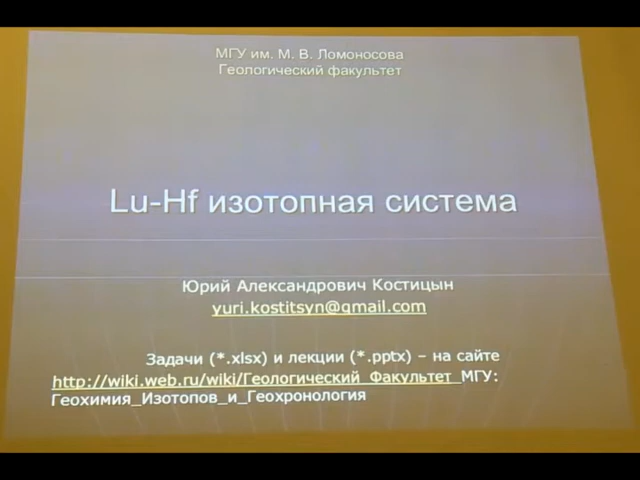 МГУ им. М. В. Ломоносова
Геологический факультет
Lu-Hf изотопная система
Юрий Александрович Костицын
yuri.kostitsyn@gmail.com
Задачи (*.xlsx) и лекции (*.pptx) – на сайте
http://wiki.web.ru/wiki/Геологический_Факультет_МГУ:
Геохимия_Изотопов_и_Геохронология